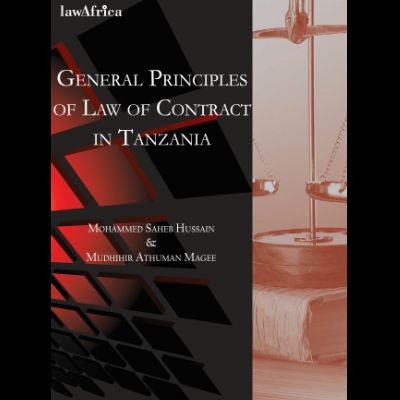 lawAfrica
GENERAL PRINCIPLES
OF LAW OF CONTRACT
IN TANZANIA
MOHAMMED SAHEB HUSSAIN
&
MUDHIHIR ATHUMAN MAGEE